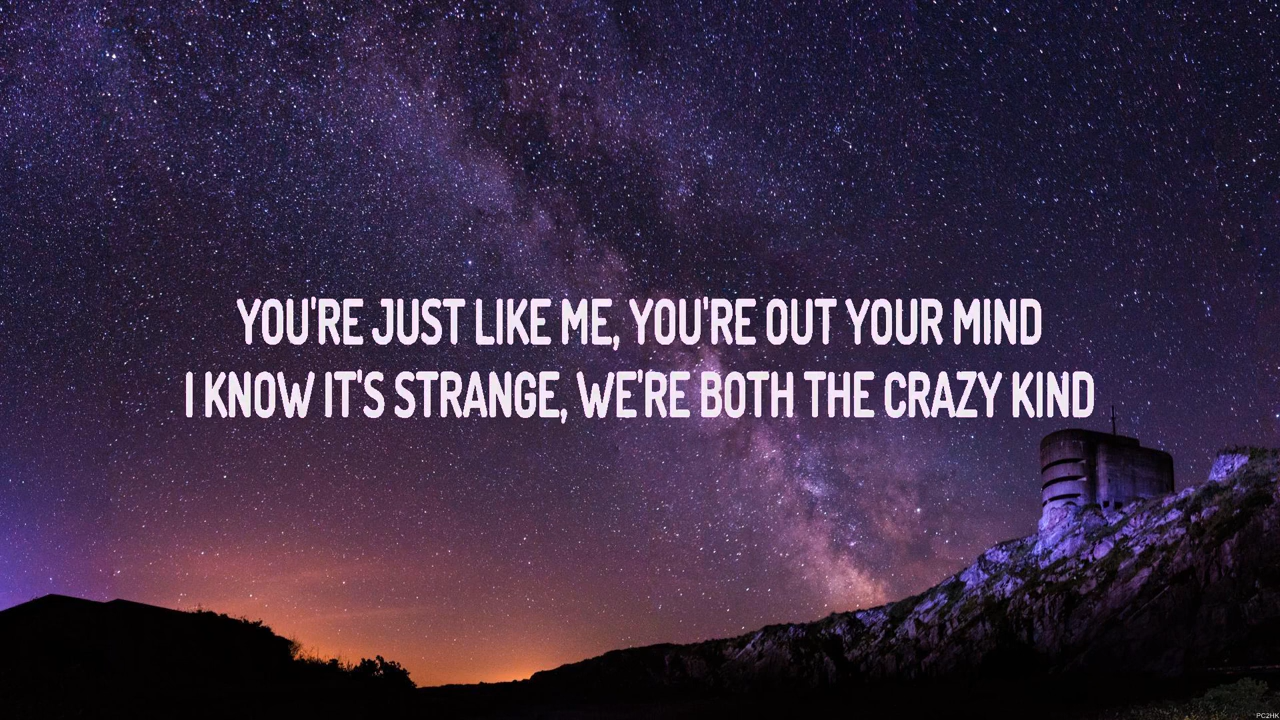 YOU'RE JUST LIKE ME, YOU'RE OUT YOUR MIND
I KNOW IT'S STRANGE, WE'RE BOTH THE CRAZY KIND
PC2HK